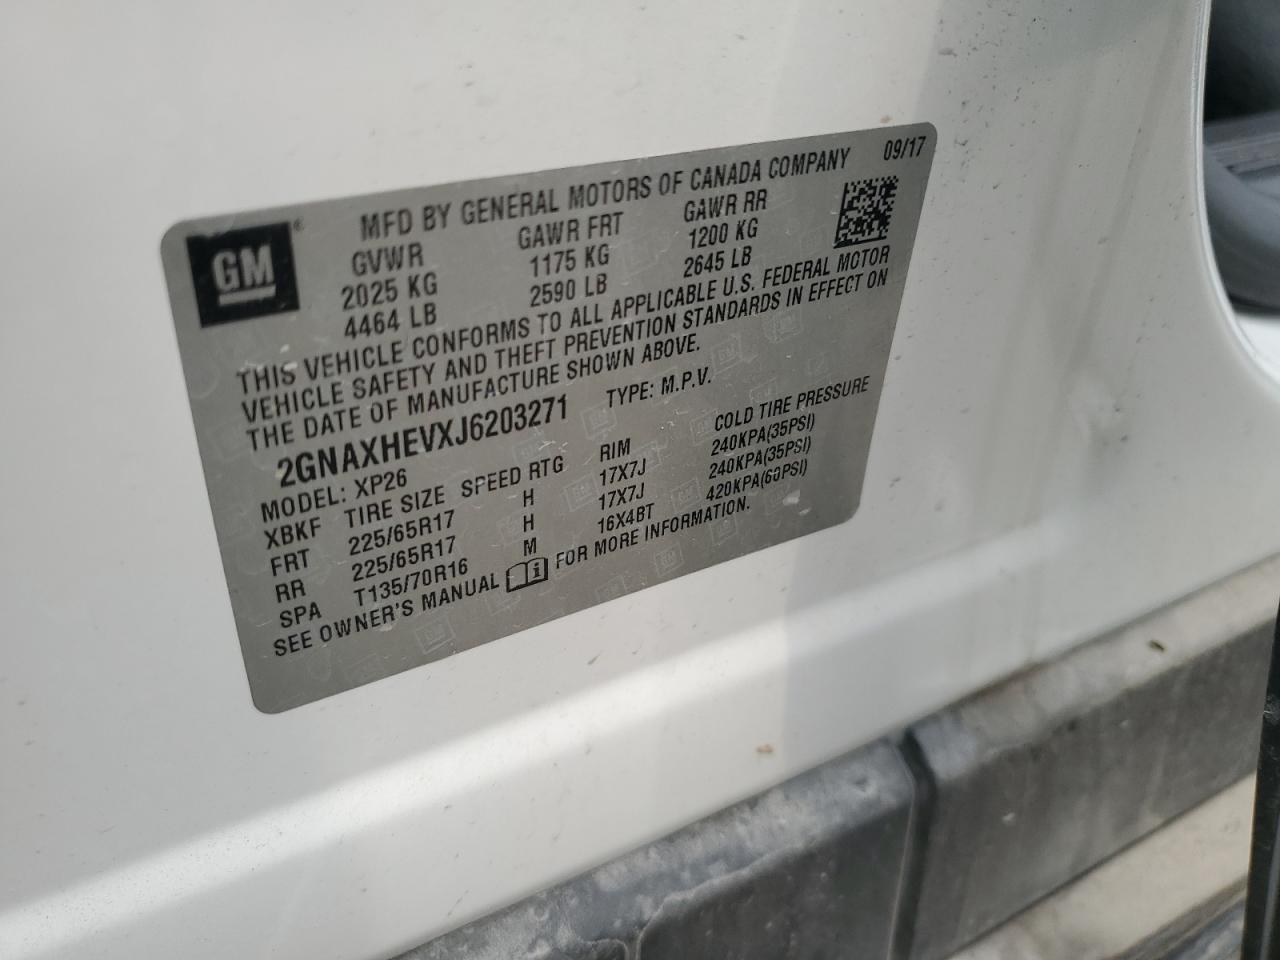 MFD BY GENERAL MOTORS OF CANADA COMPANY 09/17
GM ®
GVWR GAWR FRT GAWR RR
2025 KG 1175 KG 1200 KG
4464 LB 2590 LB 2645 LB
THIS VEHICLE CONFORMS TO ALL APPLICABLE U.S. FEDERAL MOTOR
VEHICLE SAFETY AND THEFT PREVENTION STANDARDS IN EFFECT ON
THE DATE OF MANUFACTURE SHOWN ABOVE.
2GNAXHEVXJ6203271 TYPE: M.P.V.
MODEL: XP26
XBKF TIRE SIZE SPEED RTG RIM COLD TIRE PRESSURE
FRT 225/65R17 H 17X7J 240KPA(35PSI)
RR 225/65R17 H 17X7J 240KPA(35PSI)
SPA T135/70R16 M 16X4BT 420KPA(60PSI)
SEE OWNER'S MANUAL i FOR MORE INFORMATION.